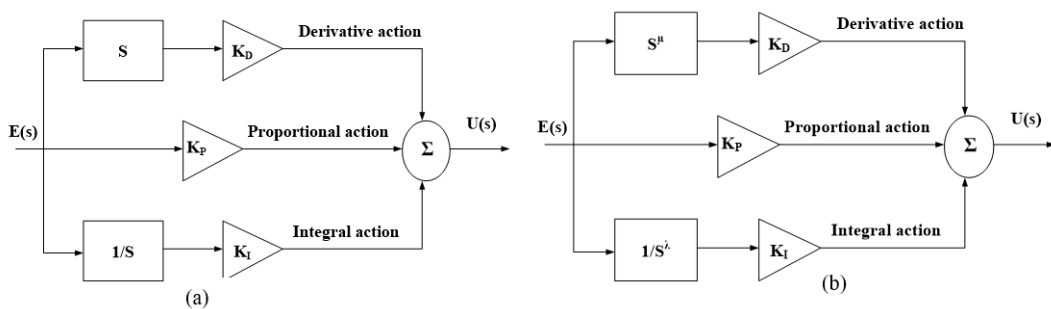 Derivative action
S
K_D
E(s)
Proportional action
U(s)
K_P
Σ
Integral action
1/S
K_I
(a)
Derivative action
S^μ
K_D
E(s)
Proportional action
U(s)
K_P
Σ
Integral action
1/S^λ
K_I
(b)